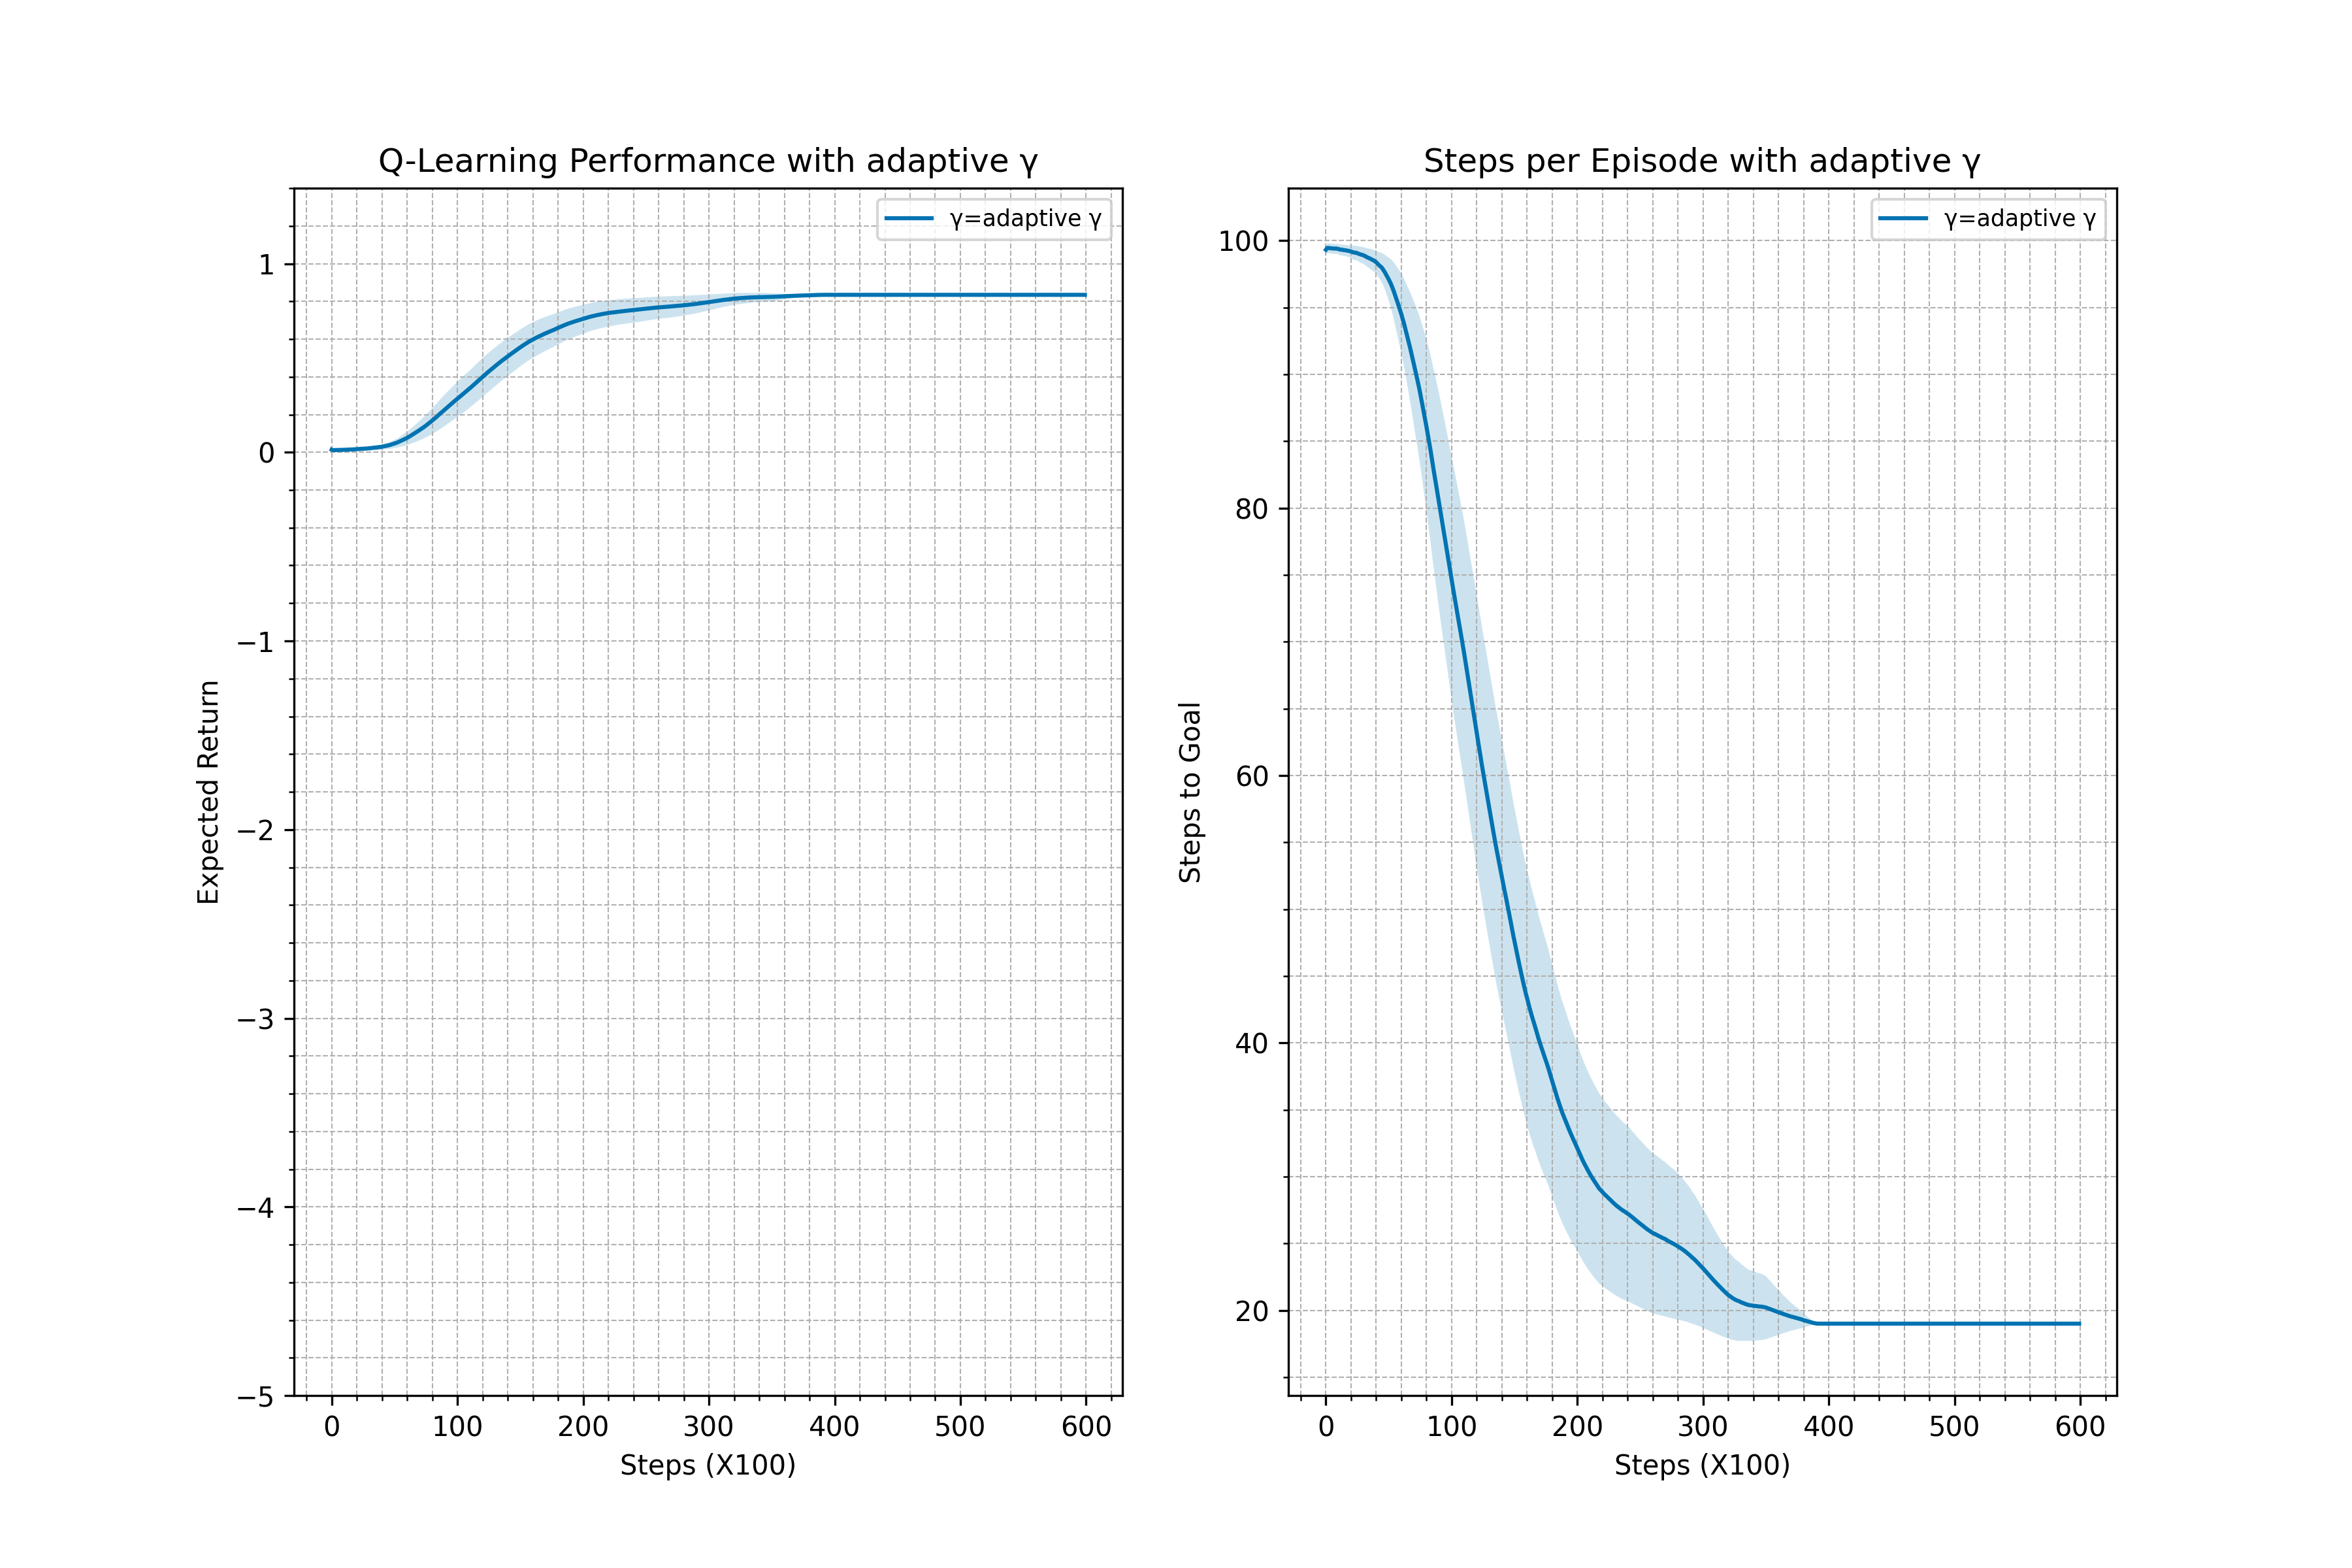 Q-Learning Performance with adaptive γ
γ=adaptive γ
1
0
−1
−2
−3
−4
−5
Expected Return
0 100 200 300 400 500 600
Steps (X100)
Steps per Episode with adaptive γ
γ=adaptive γ
100
80
60
40
20
Steps to Goal
0 100 200 300 400 500 600
Steps (X100)